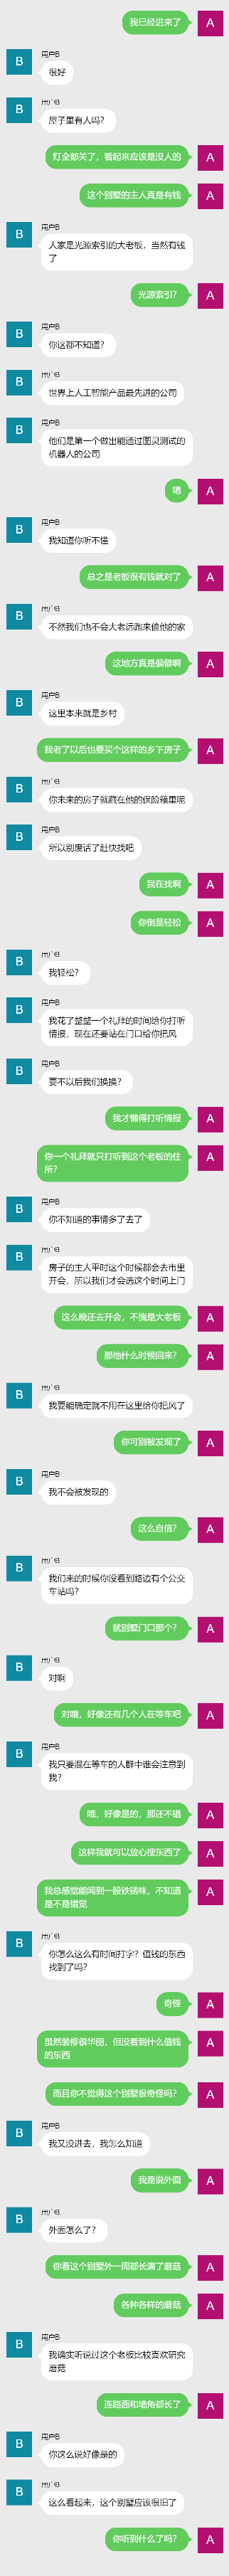 我已经进来了
A
B
用户B
很好
B
用户B
屋子里有人吗？
灯全都关了，看起来应该是没人的
A
这个别墅的主人真是有钱
A
B
用户B
人家是光源索引的大老板，当然有钱
了
光源索引？
A
B
用户B
你这都不知道？
B
用户B
世界上人工智能产品最先进的公司
B
用户B
他们是第一个做出能通过图灵测试的
机器人的公司
嗯
A
B
用户B
我知道你听不懂
总之是老板很有钱就对了
A
B
用户B
不然我们也不会大老远跑来偷他的家
这地方真是偏僻啊
A
B
用户B
这里本来就是乡村
我老了以后也要买个这样的乡下房子
A
B
用户B
你未来的房子就藏在他的保险箱里呢
B
用户B
所以别废话了赶快找吧
我在找啊
A
你倒是轻松
A
B
用户B
我轻松？
B
用户B
我花了整整一个礼拜的时间给你打听
情报，现在还要站在门口给你把风
B
用户B
要不以后我们换换？
我才懒得打听情报
A
你一个礼拜就只打听到这个老板的住
所？
A
B
用户B
你不知道的事情多了去了
B
用户B
房子的主人平时这个时候都会去市里
开会，所以我们才会选这个时间上门
这么晚还去开会，不愧是大老板
A
那他什么时候回来？
A
B
用户B
我要能确定就不用在这里给你把风了
你可别被发现了
A
B
用户B
我不会被发现的
这么自信？
A
B
用户B
我们来的时候你没看到路边有个公交
车站吗？
就别墅门口那个？
A
B
用户B
对啊
对哦，好像还有几个人在等车吧
A
B
用户B
我只要混在等车的人群中谁会注意到
我？
哦，好像是的，那还不错
A
这样我就可以放心搜东西了
A
我总感觉能闻到一股铁锈味，不知道
是不是错觉
A
B
用户B
你怎么这么有时间打字？值钱的东西
找到了吗？
奇怪
A
虽然装修很华丽，但没看到什么值钱
的东西
A
而且你不觉得这个别墅很奇怪吗？
A
B
用户B
我又没进去，我怎么知道
我是说外面
A
B
用户B
外面怎么了？
你看这个别墅外一周都长满了蘑菇
A
各种各样的蘑菇
A
B
用户B
我确实听说过这个老板比较喜欢研究
蘑菇
连路面和墙角都长了
A
B
用户B
你这么说好像是的
B
用户B
这么看起来，这个别墅应该很旧了
你听到什么了吗？
A